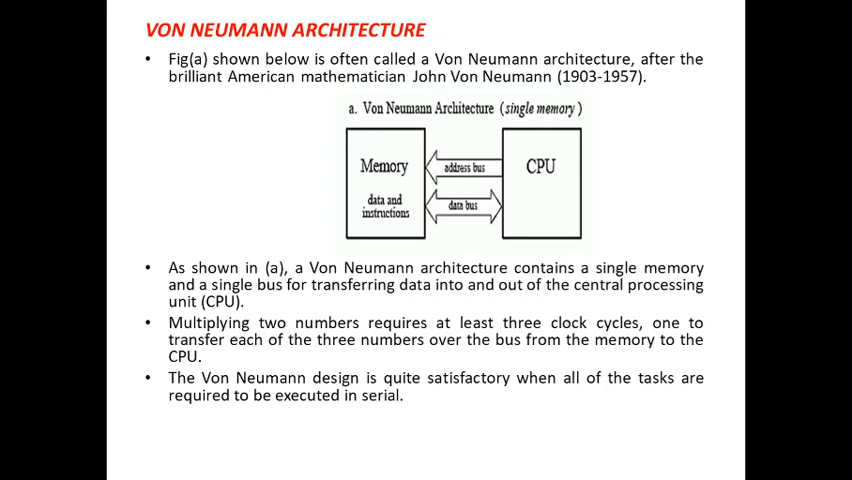 VON NEUMANN ARCHITECTURE
• Fig(a) shown below is often called a Von Neumann architecture, after the
brilliant American mathematician John Von Neumann (1903-1957).
a. Von Neumann Architecture (single memory)
Memory
address bus
CPU
data and
instructions
data bus
• As shown in (a), a Von Neumann architecture contains a single memory
and a single bus for transferring data into and out of the central processing
unit (CPU).
• Multiplying two numbers requires at least three clock cycles, one to
transfer each of the three numbers over the bus from the memory to the
CPU.
• The Von Neumann design is quite satisfactory when all of the tasks are
required to be executed in serial.